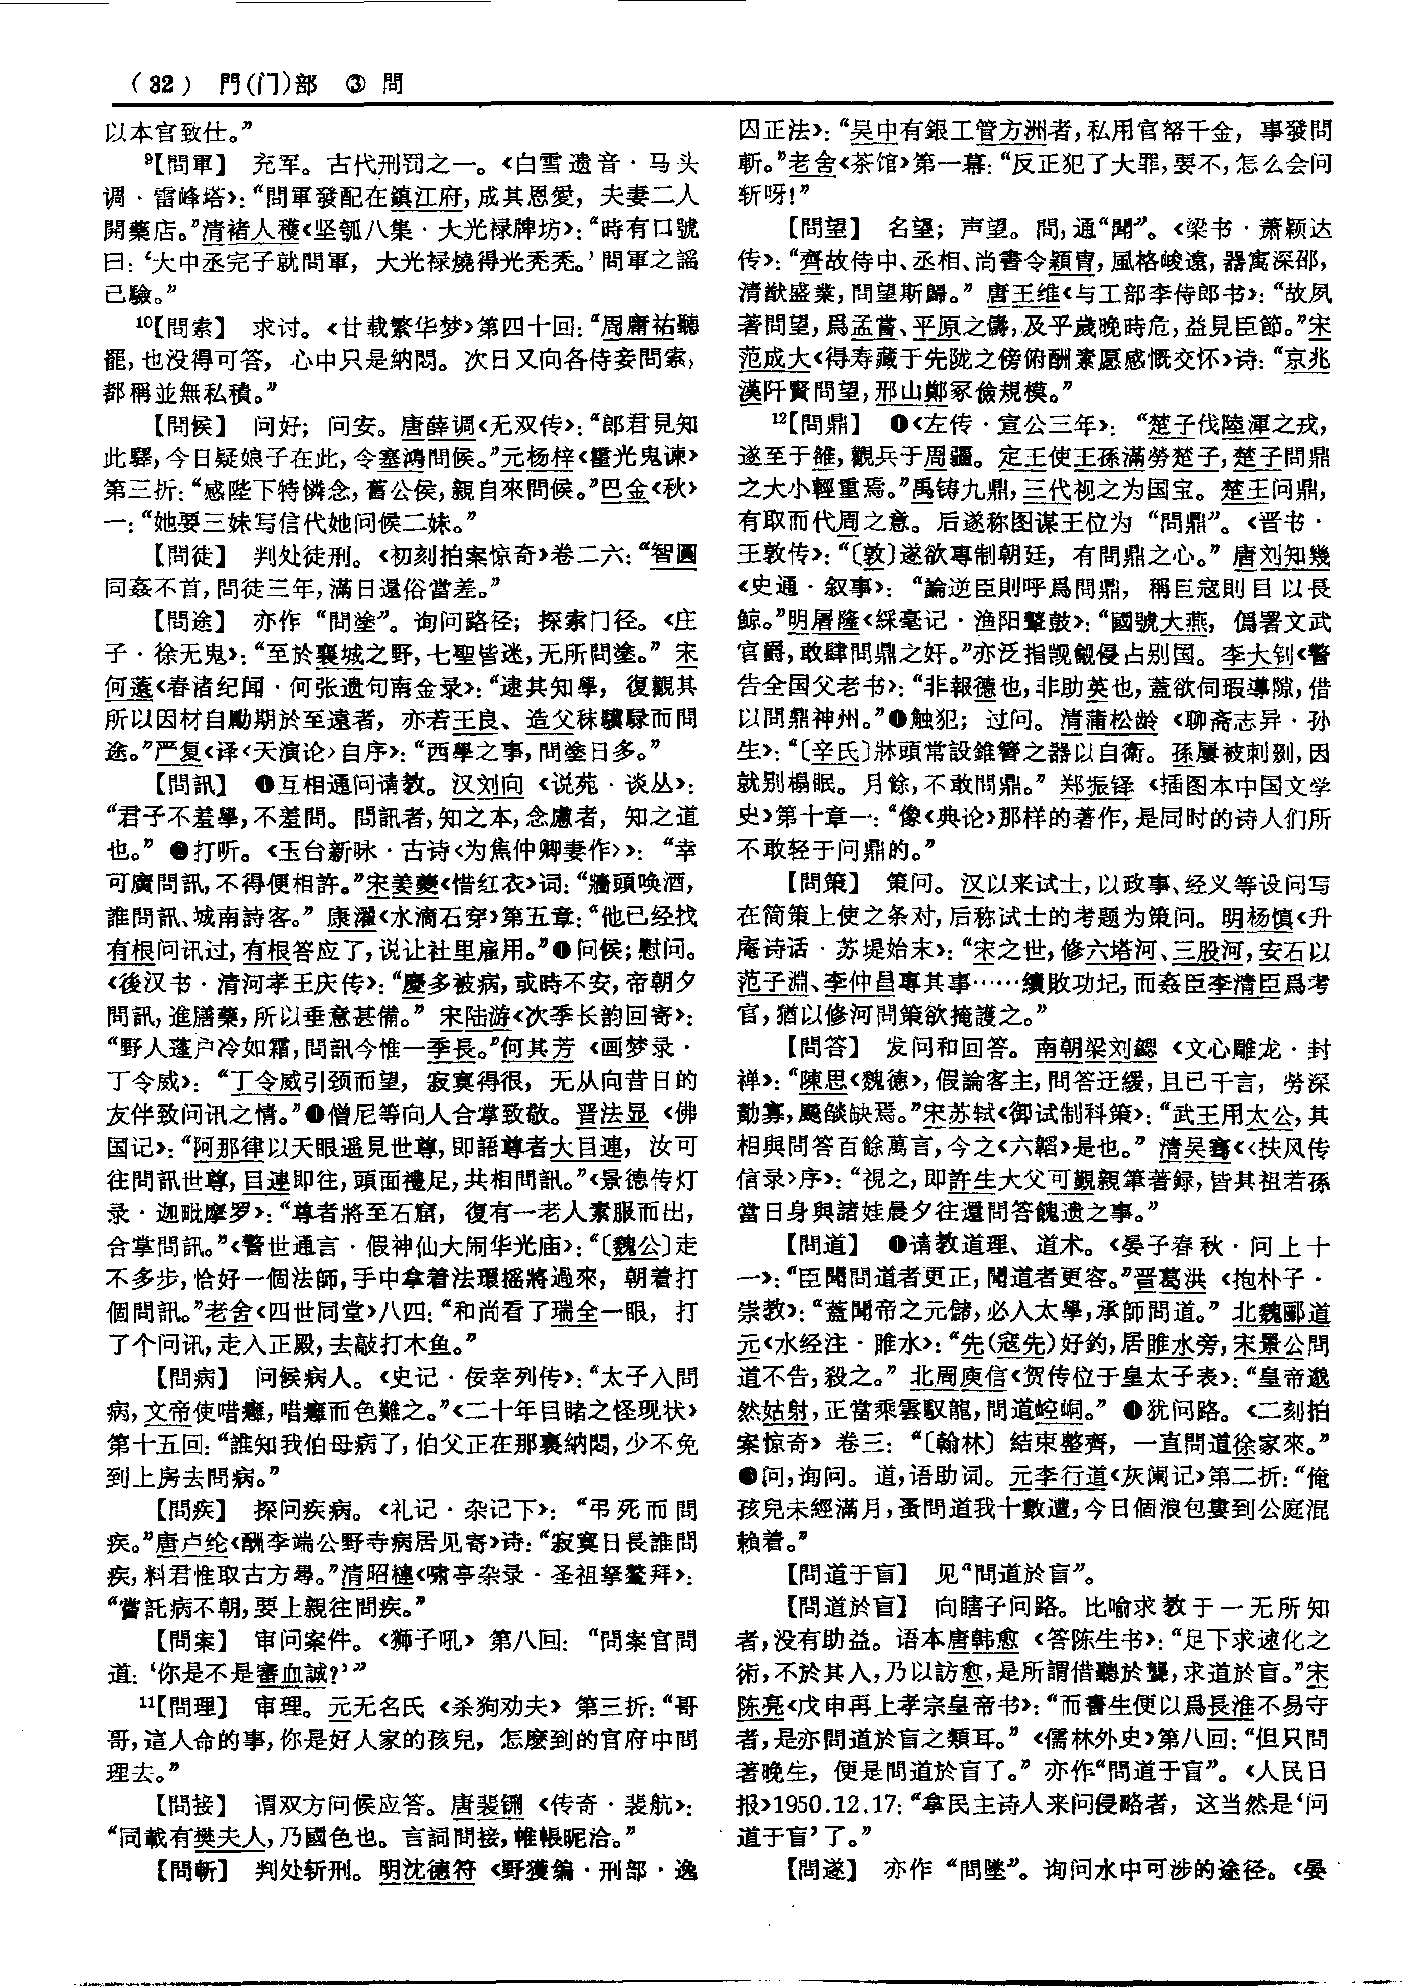 (32) 門(门)部 ③ 問
以本官致仕。”
⁹【問軍】 充军。古代刑罚之一。《白雪遗音·马头
调·雷峰塔》：“問軍發配在鎮江府，成其恩愛，夫妻二人
開藥店。”清褚人穫《坚瓠八集·大光禄牌坊》：“時有口號
曰：‘大中丞完子就問軍，大光禄燒得光秃秃。’問軍之謡
已驗。”
¹⁰【問索】 求讨。《廿载繁华梦》第四十回：“周庸祐聽
罷，也没得可答，心中只是納悶。次日又向各侍妾問索，
都稱並無私積。”
【問候】 问好；问安。唐薛调《无双传》：“郎君見知
此驛，今日疑娘子在此，令塞鴻問候。”元杨梓《霍光鬼谏》
第三折：“感陛下特憐念，舊公侯，親自來問候。”巴金《秋》
一：“她要三妹写信代她问候二妹。”
【問徒】 判处徒刑。《初刻拍案惊奇》卷二六：“智圓
同姦不首，問徒三年，滿日還俗當差。”
【問途】 亦作“問塗”。询问路径；探索门径。《庄
子·徐无鬼》：“至於襄城之野，七聖皆迷，无所問塗。”宋
何薳《春渚纪闻·何张遗句南金录》：“逮其知學，復觀其
所以因材自勵期於至遠者，亦若王良、造父秣驥騄而問
途。”严复《译〈天演论〉自序》：“西學之事，問塗日多。”
【問訊】 ❶互相通问请教。汉刘向《说苑·谈丛》：
“君子不羞學，不羞問。問訊者，知之本，念慮者，知之道
也。”❷打听。《玉台新咏·古诗〈为焦仲卿妻作〉》：“幸
可廣問訊，不得便相許。”宋姜夔《惜红衣》词：“牆頭唤酒，
誰問訊、城南詩客。”康濯《水滴石穿》第五章：“他已经找
有根问讯过，有根答应了，说让社里雇用。”❸问候；慰问。
《後汉书·清河孝王庆传》：“慶多被病，或時不安，帝朝夕
問訊，進膳藥，所以垂意甚備。”宋陆游《次季长韵回寄》：
“野人蓬户冷如霜，問訊今惟一季長。”何其芳《画梦录·
丁令威》：“丁令威引颈而望，寂寞得很，无从向昔日的
友伴致问讯之情。”❹僧尼等向人合掌致敬。晋法显《佛
国记》：“阿那律以天眼遥見世尊，即語尊者大目連，汝可
往問訊世尊，目連即往，頭面禮足，共相問訊。”《景德传灯
录·迦毗摩罗》：“尊者將至石窟，復有一老人素服而出，
合掌問訊。”《警世通言·假神仙大闹华光庙》：“〔魏公〕走
不多步，恰好一個法師，手中拿着法環摇將過來，朝着打
個問訊。”老舍《四世同堂》八四：“和尚看了瑞全一眼，打
了个问讯，走入正殿，去敲打木鱼。”
【問病】 问候病人。《史记·佞幸列传》：“太子入問
病，文帝使唶癰，唶癰而色難之。”《二十年目睹之怪现状》
第十五回：“誰知我伯母病了，伯父正在那裏納悶，少不免
到上房去問病。”
【問疾】 探问疾病。《礼记·杂记下》：“弔死而問
疾。”唐卢纶《酬李端公野寺病居见寄》诗：“寂寞日長誰問
疾，料君惟取古方尋。”清昭槤《啸亭杂录·圣祖拏鳌拜》：
“嘗託病不朝，要上親往問疾。”
【問案】 审问案件。《狮子吼》第八回：“問案官問
道：‘你是不是審血誠？’”
¹¹【問理】 审理。元无名氏《杀狗劝夫》第三折：“哥
哥，這人命的事，你是好人家的孩兒，怎麽到的官府中問
理去。”
【問接】 谓双方问候应答。唐裴铏《传奇·裴航》：
“同載有樊夫人，乃國色也。言詞問接，帷帳昵洽。”
【問斬】 判处斩刑。明沈德符《野獲编·刑部·逸
囚正法》：“吴中有銀工管方洲者，私用官帑千金，事發問
斬。”老舍《茶馆》第一幕：“反正犯了大罪，要不，怎么会问
斩呀！”
【問望】 名望；声望。問，通“聞”。《梁书·萧颖达
传》：“齊故侍中、丞相、尚書令穎胄，風格峻遠，器寓深邵，
清猷盛業，問望斯歸。”唐王维《与工部李侍郎书》：“故夙
著問望，爲孟嘗、平原之儔，及乎歲晚時危，益見臣節。”宋
范成大《得寿藏于先陇之傍俯酬素愿感慨交怀》诗：“京兆
漢阡賢問望，邢山鄭冢儉規模。”
¹²【問鼎】 ❶《左传·宣公三年》：“楚子伐陸渾之戎，
遂至于雒，觀兵于周疆。定王使王孫滿勞楚子，楚子問鼎
之大小輕重焉。”禹铸九鼎，三代视之为国宝。楚王问鼎，
有取而代周之意。后遂称图谋王位为“問鼎”。《晋书·
王敦传》：“〔敦〕遂欲專制朝廷，有問鼎之心。”唐刘知幾
《史通·叙事》：“論逆臣則呼爲問鼎，稱巨寇則目以長
鲸。”明屠隆《綵毫记·渔阳鼙鼓》：“國號大燕，僞署文武
官爵，敢肆問鼎之奸。”亦泛指觊觎侵占别国。李大钊《警
告全国父老书》：“非報德也，非助英也，蓋欲伺瑕導隙，借
以問鼎神州。”❷触犯；过问。清蒲松龄《聊斋志异·孙
生》：“〔辛氏〕牀頭常設錐簪之器以自衛。孫屢被刺剟，因
就别榻眠。月餘，不敢問鼎。”郑振铎《插图本中国文学
史》第十章一：“像《典论》那样的著作，是同时的诗人们所
不敢轻于问鼎的。”
【問策】 策问。汉以来试士，以政事、经义等设问写
在简策上使之条对，后称试士的考题为策问。明杨慎《升
庵诗话·苏堤始末》：“宋之世，修六塔河、三股河，安石以
范子淵、李仲昌專其事……績敗功圮，而姦臣李清臣爲考
官，猶以修河問策欲掩護之。”
【問答】 发问和回答。南朝梁刘勰《文心雕龙·封
禅》：“陳思《魏德》，假論客主，問答迂缓，且已千言，勞深
勣寡，飈燄缺焉。”宋苏轼《御试制科策》：“武王用太公，其
相與問答百餘萬言，今之《六韜》是也。”清吴骞《〈扶风传
信录〉序》：“視之，即許生大父可觀親筆著録，皆其祖若孫
當日身與諸娃晨夕往還問答餽遺之事。”
【問道】 ❶请教道理、道术。《晏子春秋·问上十
一》：“臣聞問道者更正，聞道者更容。”晋葛洪《抱朴子·
崇教》：“蓋聞帝之元儲，必入太學，承師問道。”北魏郦道
元《水经注·睢水》：“先(寇先)好釣，居睢水旁，宋景公問
道不告，殺之。”北周庾信《贺传位于皇太子表》：“皇帝邈
然姑射，正當乘雲馭龍，問道崆峒。”❷犹问路。《二刻拍
案惊奇》卷三：“〔翰林〕結束整齊，一直問道徐家來。”
❸问，询问。道，语助词。元李行道《灰阑记》第二折：“俺
孩兒未經滿月，蚤問道我十數遭，今日個浪包婁到公庭混
賴着。”
【問道于盲】 见“問道於盲”。
【問道於盲】 向瞎子问路。比喻求教于一无所知
者，没有助益。语本唐韩愈《答陈生书》：“足下求速化之
術，不於其人，乃以訪愈，是所謂借聽於聾，求道於盲。”宋
陈亮《戊申再上孝宗皇帝书》：“而書生便以爲長淮不易守
者，是亦問道於盲之類耳。”《儒林外史》第八回：“但只問
著晚生，便是問道於盲了。”亦作“問道于盲”。《人民日
报》1950.12.17：“拿民主诗人来问侵略者，这当然是‘问
道于盲’了。”
【問遂】 亦作“問墜”。询问水中可涉的途径。《晏